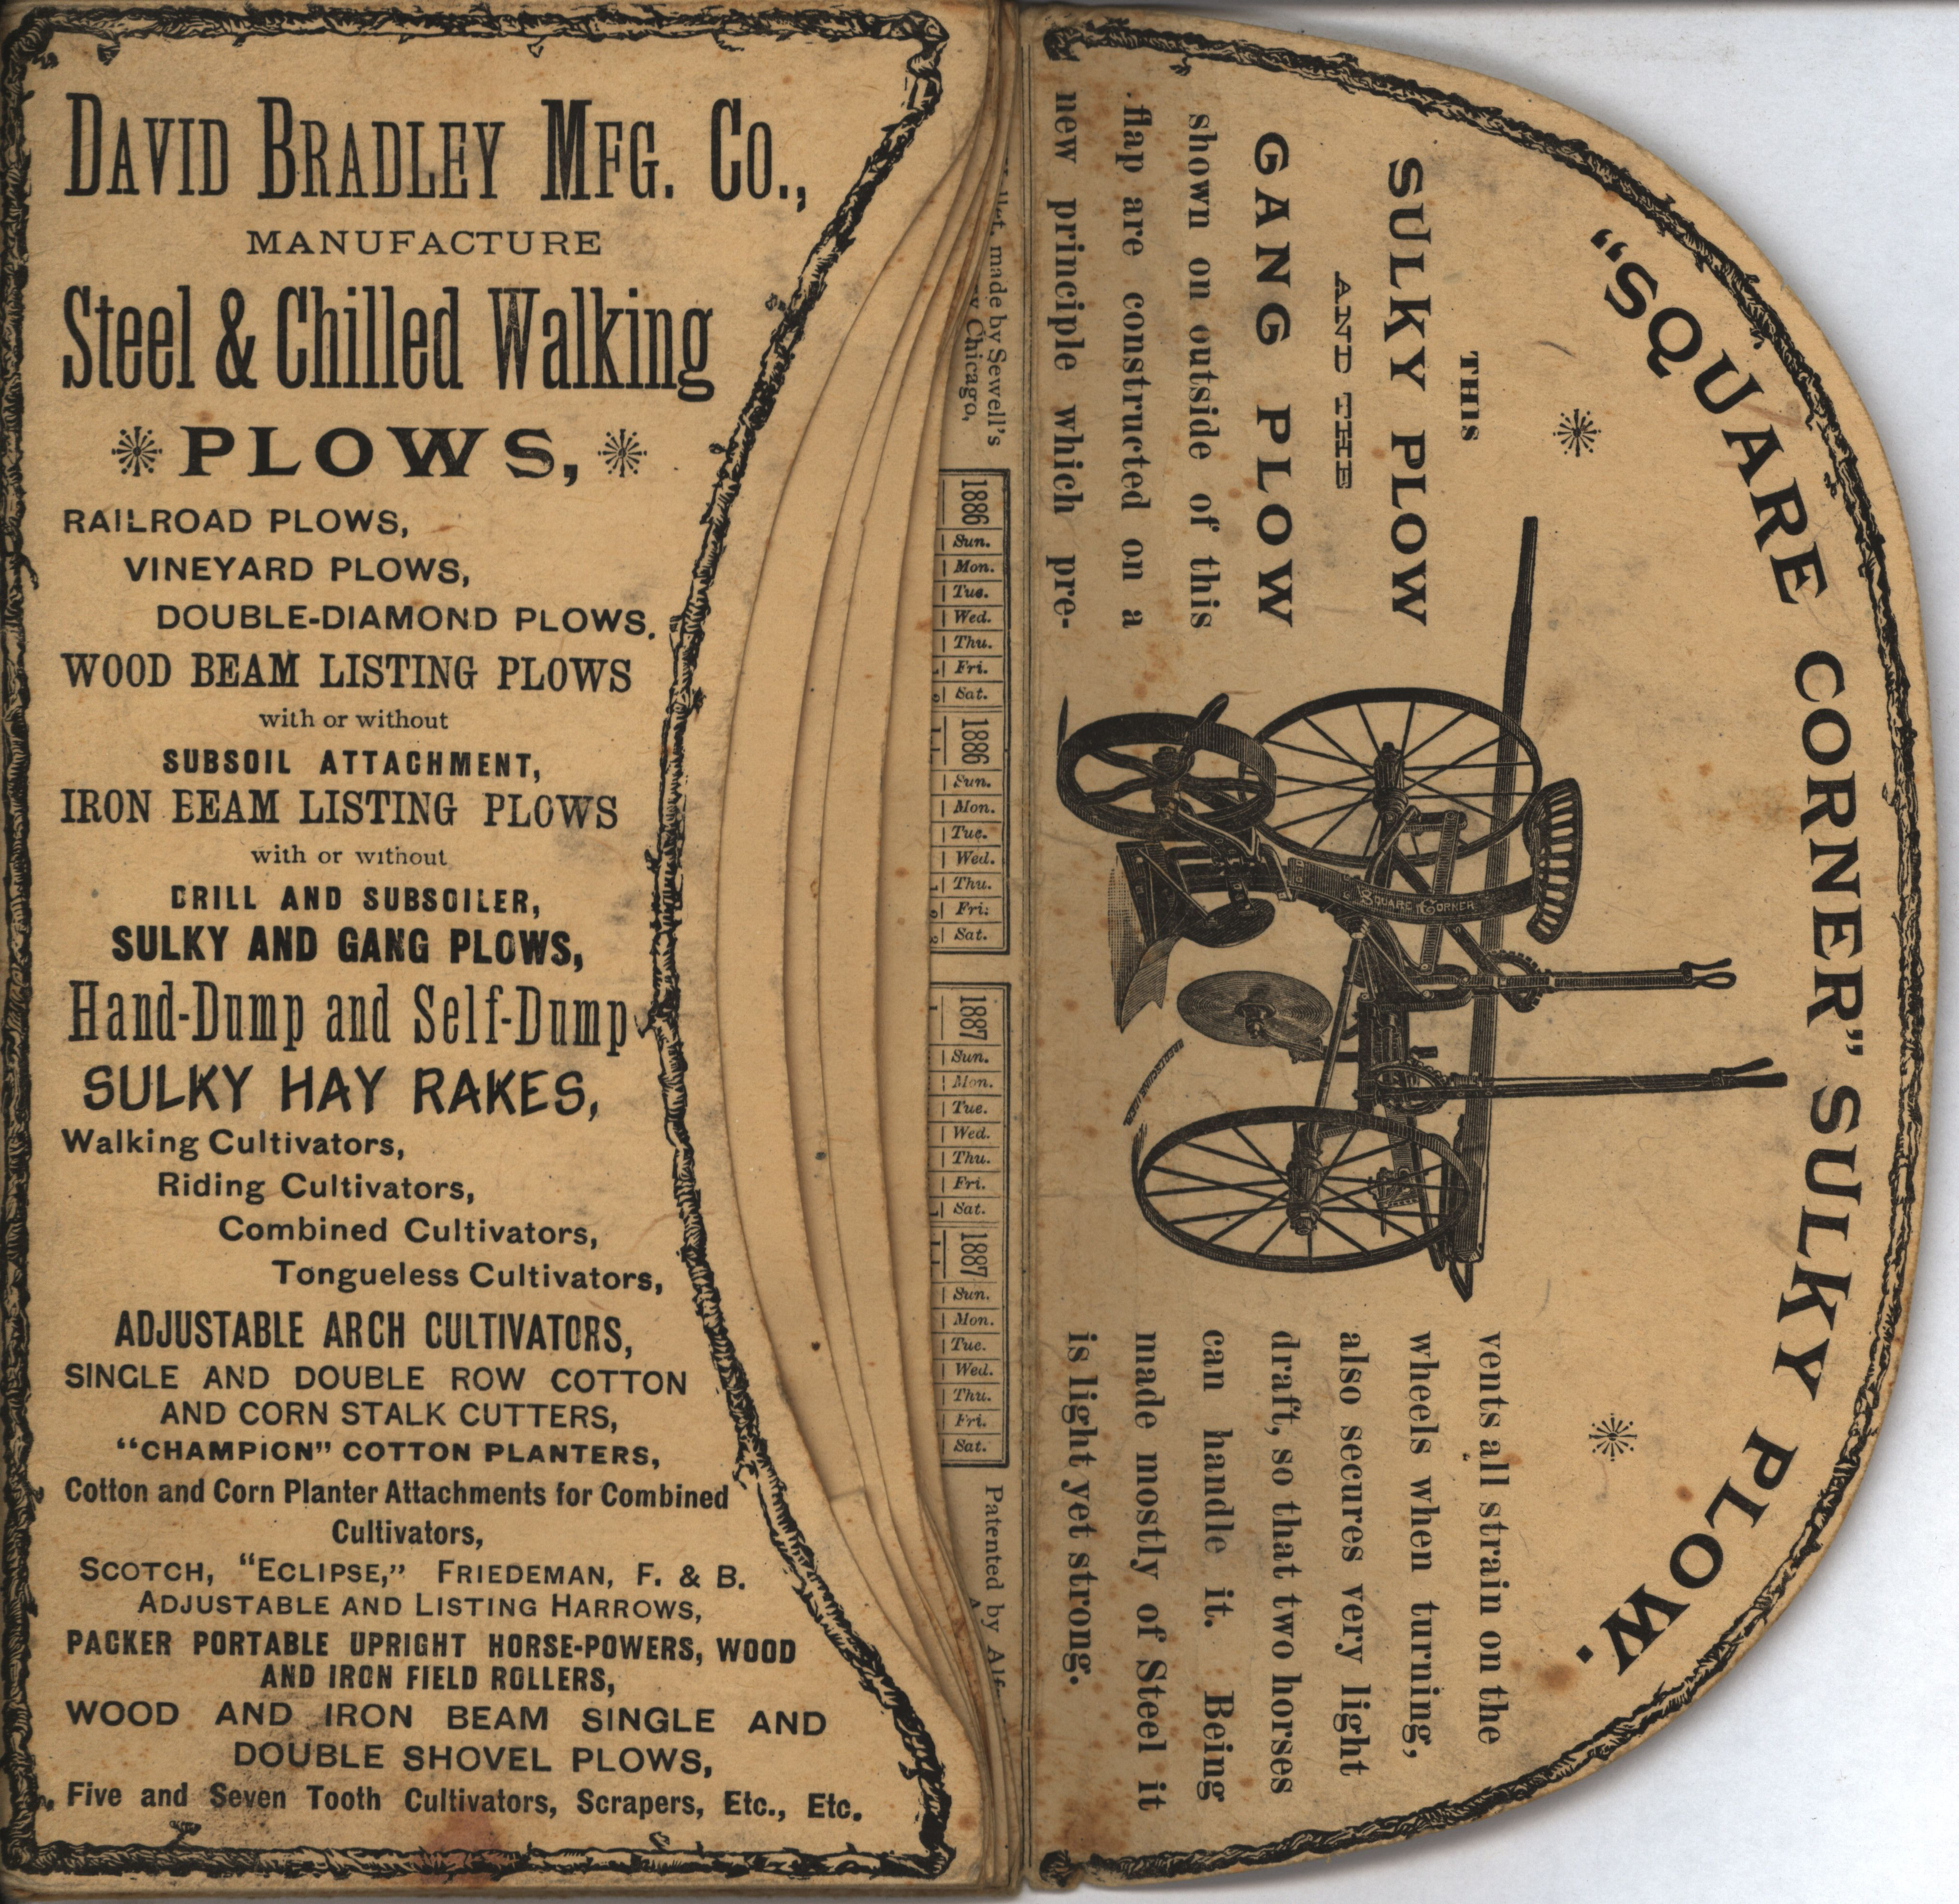 DAVID BRADLEY MFG. CO.,
MANUFACTURE
Steel & Chilled Walking
PLOWS,
RAILROAD PLOWS,
VINEYARD PLOWS,
DOUBLE-DIAMOND PLOWS.
WOOD BEAM LISTING PLOWS
with or without
SUBSOIL ATTACHMENT,
IRON BEAM LISTING PLOWS
with or without
DRILL AND SUBSOILER,
SULKY AND GANG PLOWS,
Hand-Dump and Self-Dump
SULKY HAY RAKES,
Walking Cultivators,
Riding Cultivators,
Combined Cultivators,
Tongueless Cultivators,
ADJUSTABLE ARCH CULTIVATORS,
SINGLE AND DOUBLE ROW COTTON
AND CORN STALK CUTTERS,
"CHAMPION" COTTON PLANTERS,
Cotton and Corn Planter Attachments for Combined
Cultivators,
SCOTCH, "ECLIPSE," FRIEDEMAN, F. & B.
ADJUSTABLE AND LISTING HARROWS,
PACKER PORTABLE UPRIGHT HORSE-POWERS, WOOD
AND IRON FIELD ROLLERS,
WOOD AND IRON BEAM SINGLE AND
DOUBLE SHOVEL PLOWS,
Five and Seven Tooth Cultivators, Scrapers, Etc., Etc.
made by Sewell's
Chicago,
1886
Sun.
Mon.
Tue.
Wed.
Thu.
Fri.
Sat.
1886
Sun.
Mon.
Tue.
Wed.
Thu.
Fri.
Sat.
1887
Sun.
Mon.
Tue.
Wed.
Thu.
Fri.
Sat.
1887
Sun.
Mon.
Tue.
Wed.
Thu.
Fri.
Sat.
Patented by
"SQUARE CORNER" SULKY PLOW.
THIS
SULKY PLOW
AND THE
GANG PLOW
shown on outside of this
flap are constructed on a
new principle which pre-
SQUARE CORNER
vents all strain on the
wheels when turning,
also secures very light
draft, so that two horses
can handle it. Being
made mostly of Steel it
is light yet strong.